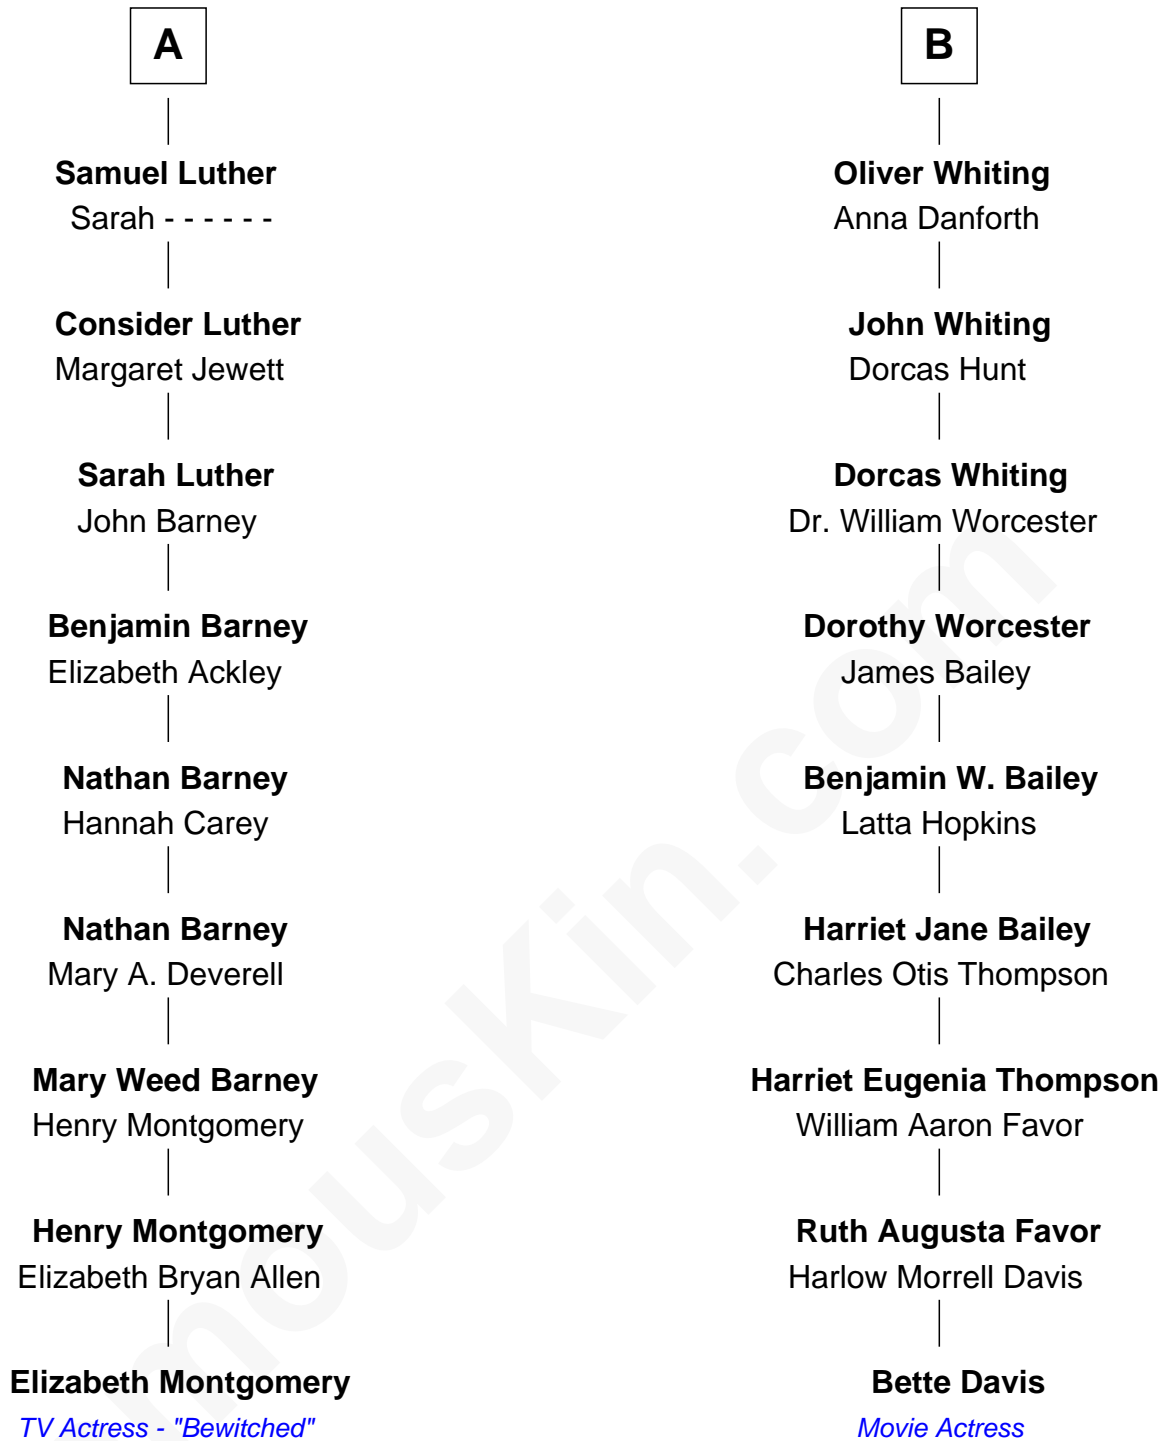 A
Samuel Luther
Sarah - - - - - -
Consider Luther
Margaret Jewett
Sarah Luther
John Barney
Benjamin Barney
Elizabeth Ackley
Nathan Barney
Hannah Carey
Nathan Barney
Mary A. Deverell
Mary Weed Barney
Henry Montgomery
Henry Montgomery
Elizabeth Bryan Allen
Elizabeth Montgomery
TV Actress - "Bewitched"
B
Oliver Whiting
Anna Danforth
John Whiting
Dorcas Hunt
Dorcas Whiting
Dr. William Worcester
Dorothy Worcester
James Bailey
Benjamin W. Bailey
Latta Hopkins
Harriet Jane Bailey
Charles Otis Thompson
Harriet Eugenia Thompson
William Aaron Favor
Ruth Augusta Favor
Harlow Morrell Davis
Bette Davis
Movie Actress
mousKin.com